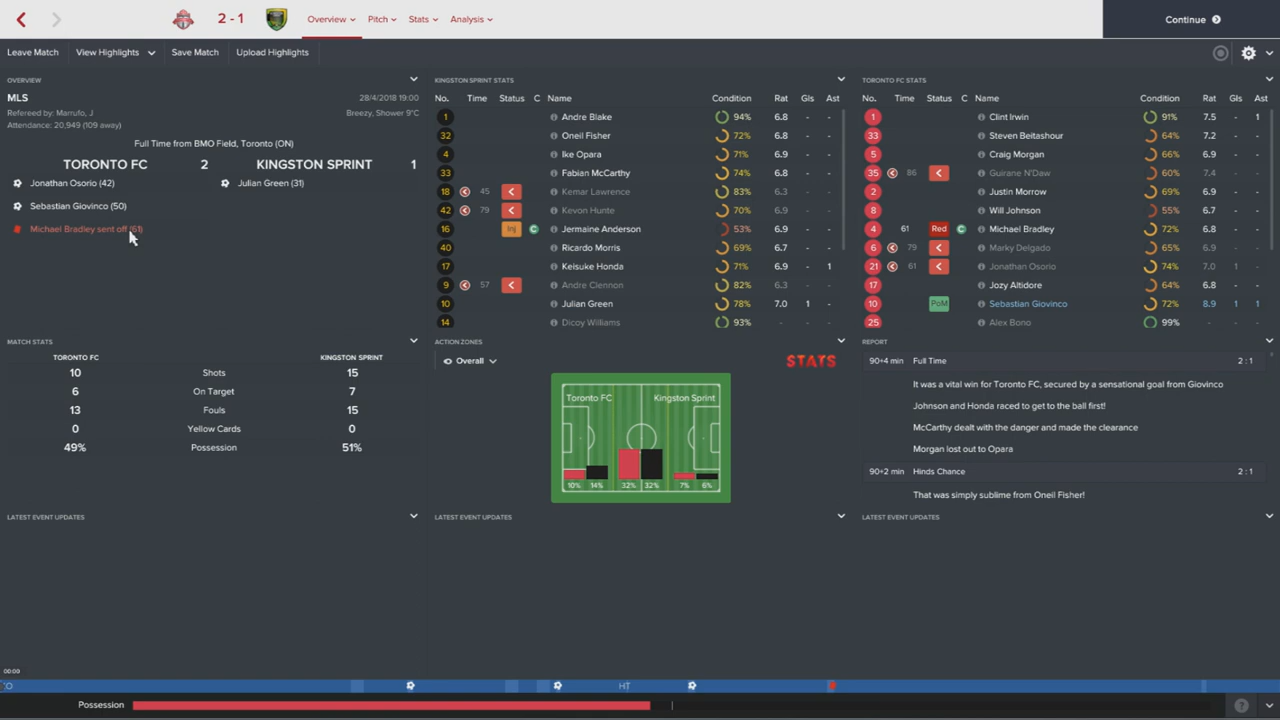 2 - 1 Overview Pitch Stats Analysis Continue
Leave Match View Highlights Save Match Upload Highlights
OVERVIEW
MLS 28/4/2018 19:00
Refereed by: Marrufo, J Breezy, Shower 9°C
Attendance: 20,949 (109 away)
Full Time from BMO Field, Toronto (ON)
TORONTO FC 2 KINGSTON SPRINT 1
Jonathan Osorio (42) Julian Green (31)
Sebastian Giovinco (50)
Michael Bradley sent off (61)
KINGSTON SPRINT STATS
No. Time Status C Name Condition Rat Gls Ast
1 Andre Blake 94% 6.8 - -
32 Oneil Fisher 72% 6.8 - -
4 Ike Opara 71% 6.9 - -
33 Fabian McCarthy 74% 6.8 - -
18 45 Kemar Lawrence 83% 6.3 - -
42 79 Kevon Hunte 70% 6.9 - -
16 Inj C Jermaine Anderson 53% 6.9 - -
40 Ricardo Morris 69% 6.7 - -
17 Keisuke Honda 71% 6.9 - 1
9 57 Andre Clennon 82% 6.3 - -
10 Julian Green 78% 7.0 1 -
14 Dicoy Williams 93% - - -
TORONTO FC STATS
No. Time Status C Name Condition Rat Gls Ast
1 Clint Irwin 91% 7.5 - 1
33 Steven Beitashour 64% 7.2 - -
5 Craig Morgan 66% 6.9 - -
35 86 Guirane N'Daw 60% 7.4 - -
2 Justin Morrow 69% 6.9 - -
8 Will Johnson 55% 6.7 - -
4 61 Red C Michael Bradley 72% 6.8 - -
6 79 Marky Delgado 65% 6.9 - -
21 61 Jonathan Osorio 74% 7.0 1 -
17 Jozy Altidore 64% 6.8 - -
10 PoM Sebastian Giovinco 72% 8.9 1 1
25 Alex Bono 99% - - -
MATCH STATS
TORONTO FC KINGSTON SPRINT
10 Shots 15
6 On Target 7
13 Fouls 15
0 Yellow Cards 0
49% Possession 51%
ACTION ZONES
Overall STATS
Toronto FC Kingston Sprint
10% 14% 32% 32% 7% 6%
REPORT
90+4 min Full Time 2 : 1
It was a vital win for Toronto FC, secured by a sensational goal from Giovinco
Johnson and Honda raced to get to the ball first!
McCarthy dealt with the danger and made the clearance
Morgan lost out to Opara
90+2 min Hinds Chance 2 : 1
That was simply sublime from Oneil Fisher!
LATEST EVENT UPDATES LATEST EVENT UPDATES LATEST EVENT UPDATES
00:00
HT
Possession